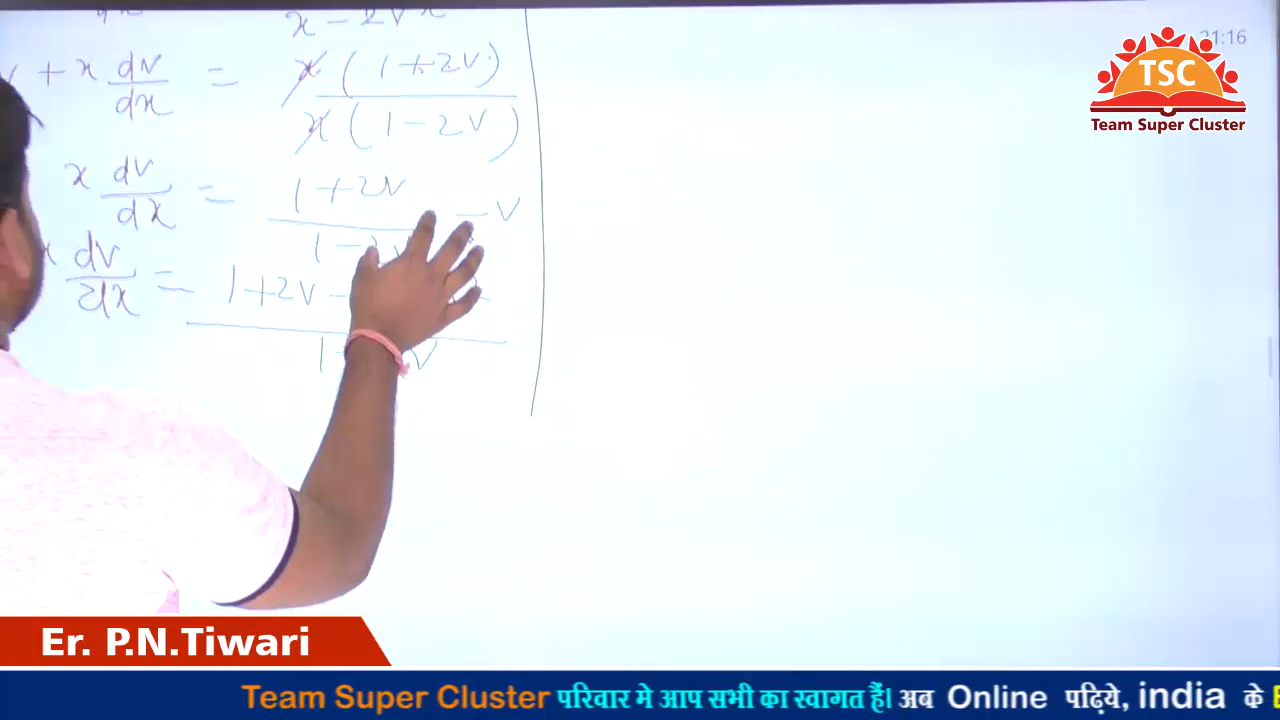 x - 2vx
21:16
+ x dv/dx = x(1+2v)/x(1-2v)
TSC
Team Super Cluster
x dv/dx = 1+2v/1-2v - v
dv/dx = 1+2v -
1 - v
Er. P.N.Tiwari
Team Super Cluster परिवार मे आप सभी का स्वागत हैं। अब Online पढ़िये, india के